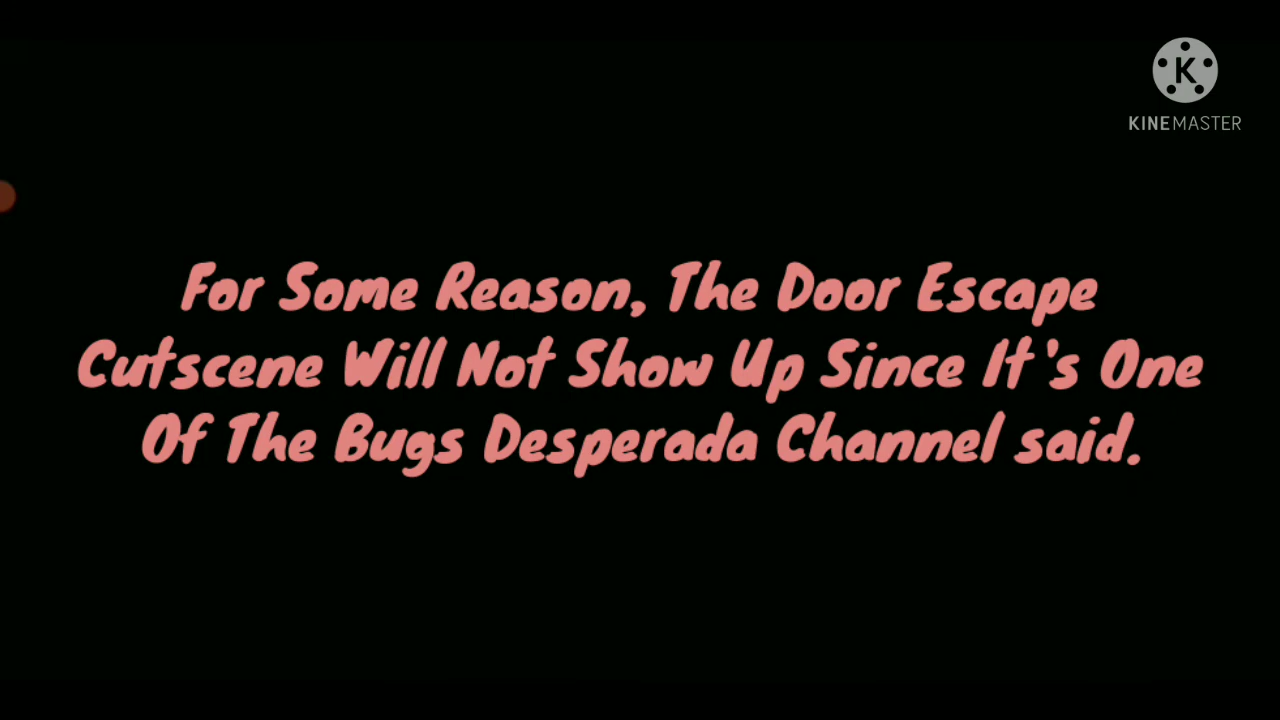 K
KINEMASTER
For Some Reason, The Door Escape
Cutscene Will Not Show Up Since It's One
Of The Bugs Desperada Channel said.